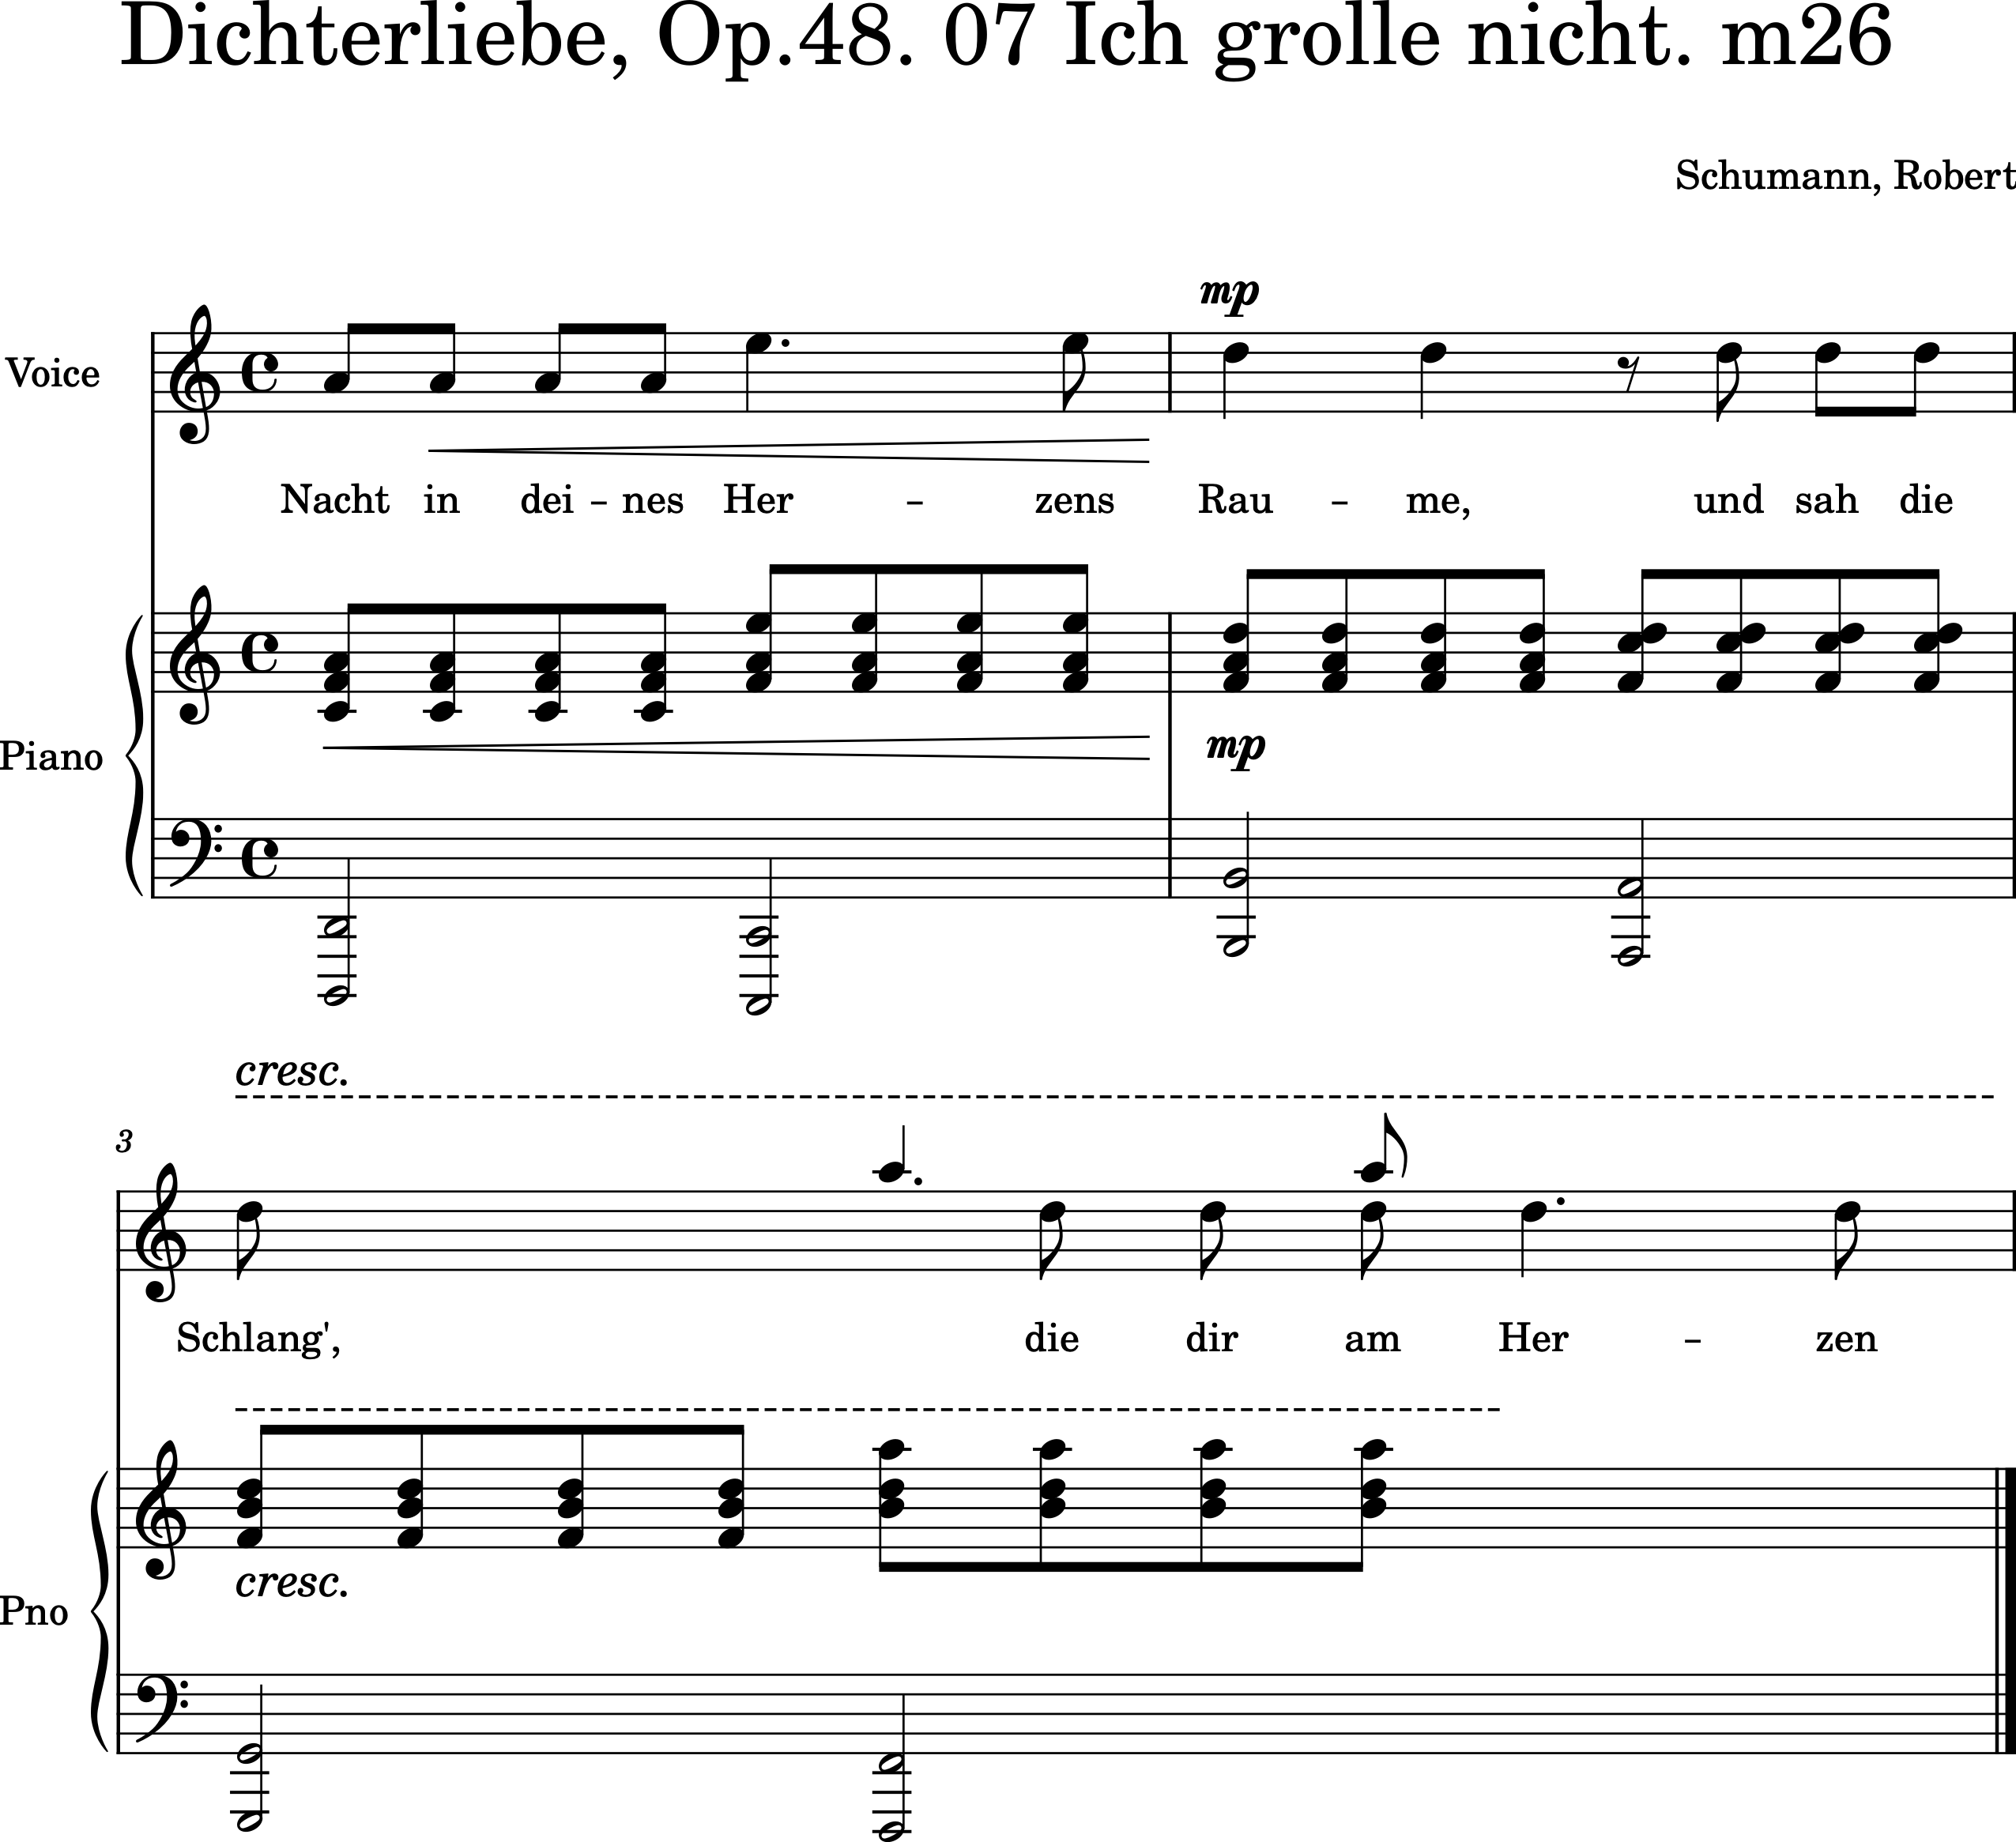 Dichterliebe, Op.48. 07 Ich grolle nicht. m26
Schumann, Robert
mp
Voice
Nacht in dei – nes Her – zens Rau – me, und sah die
mp
Piano
cresc.
3
Schlang', die dir am Her – zen
cresc.
Pno